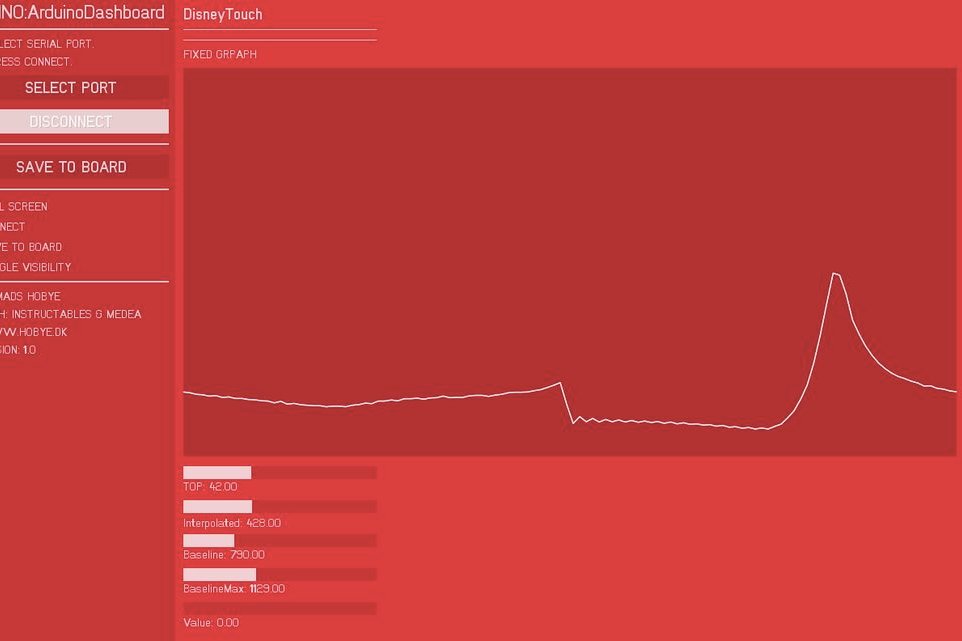 NO:ArduinoDashboard
LECT SERIAL PORT.
ESS CONNECT.
SELECT PORT
DISCONNECT
SAVE TO BOARD
L SCREEN
NECT
E TO BOARD
GLE VISIBILITY
MADS HOBYE
H: INSTRUCTABLES & MEDEA
WW.HOBYE.DK
SION: 1.0
DisneyTouch
FIXED GRPAPH
TOP: 42.00
Interpolated: 428.00
Baseline: 790.00
BaselineMax: 1129.00
Value: 0.00